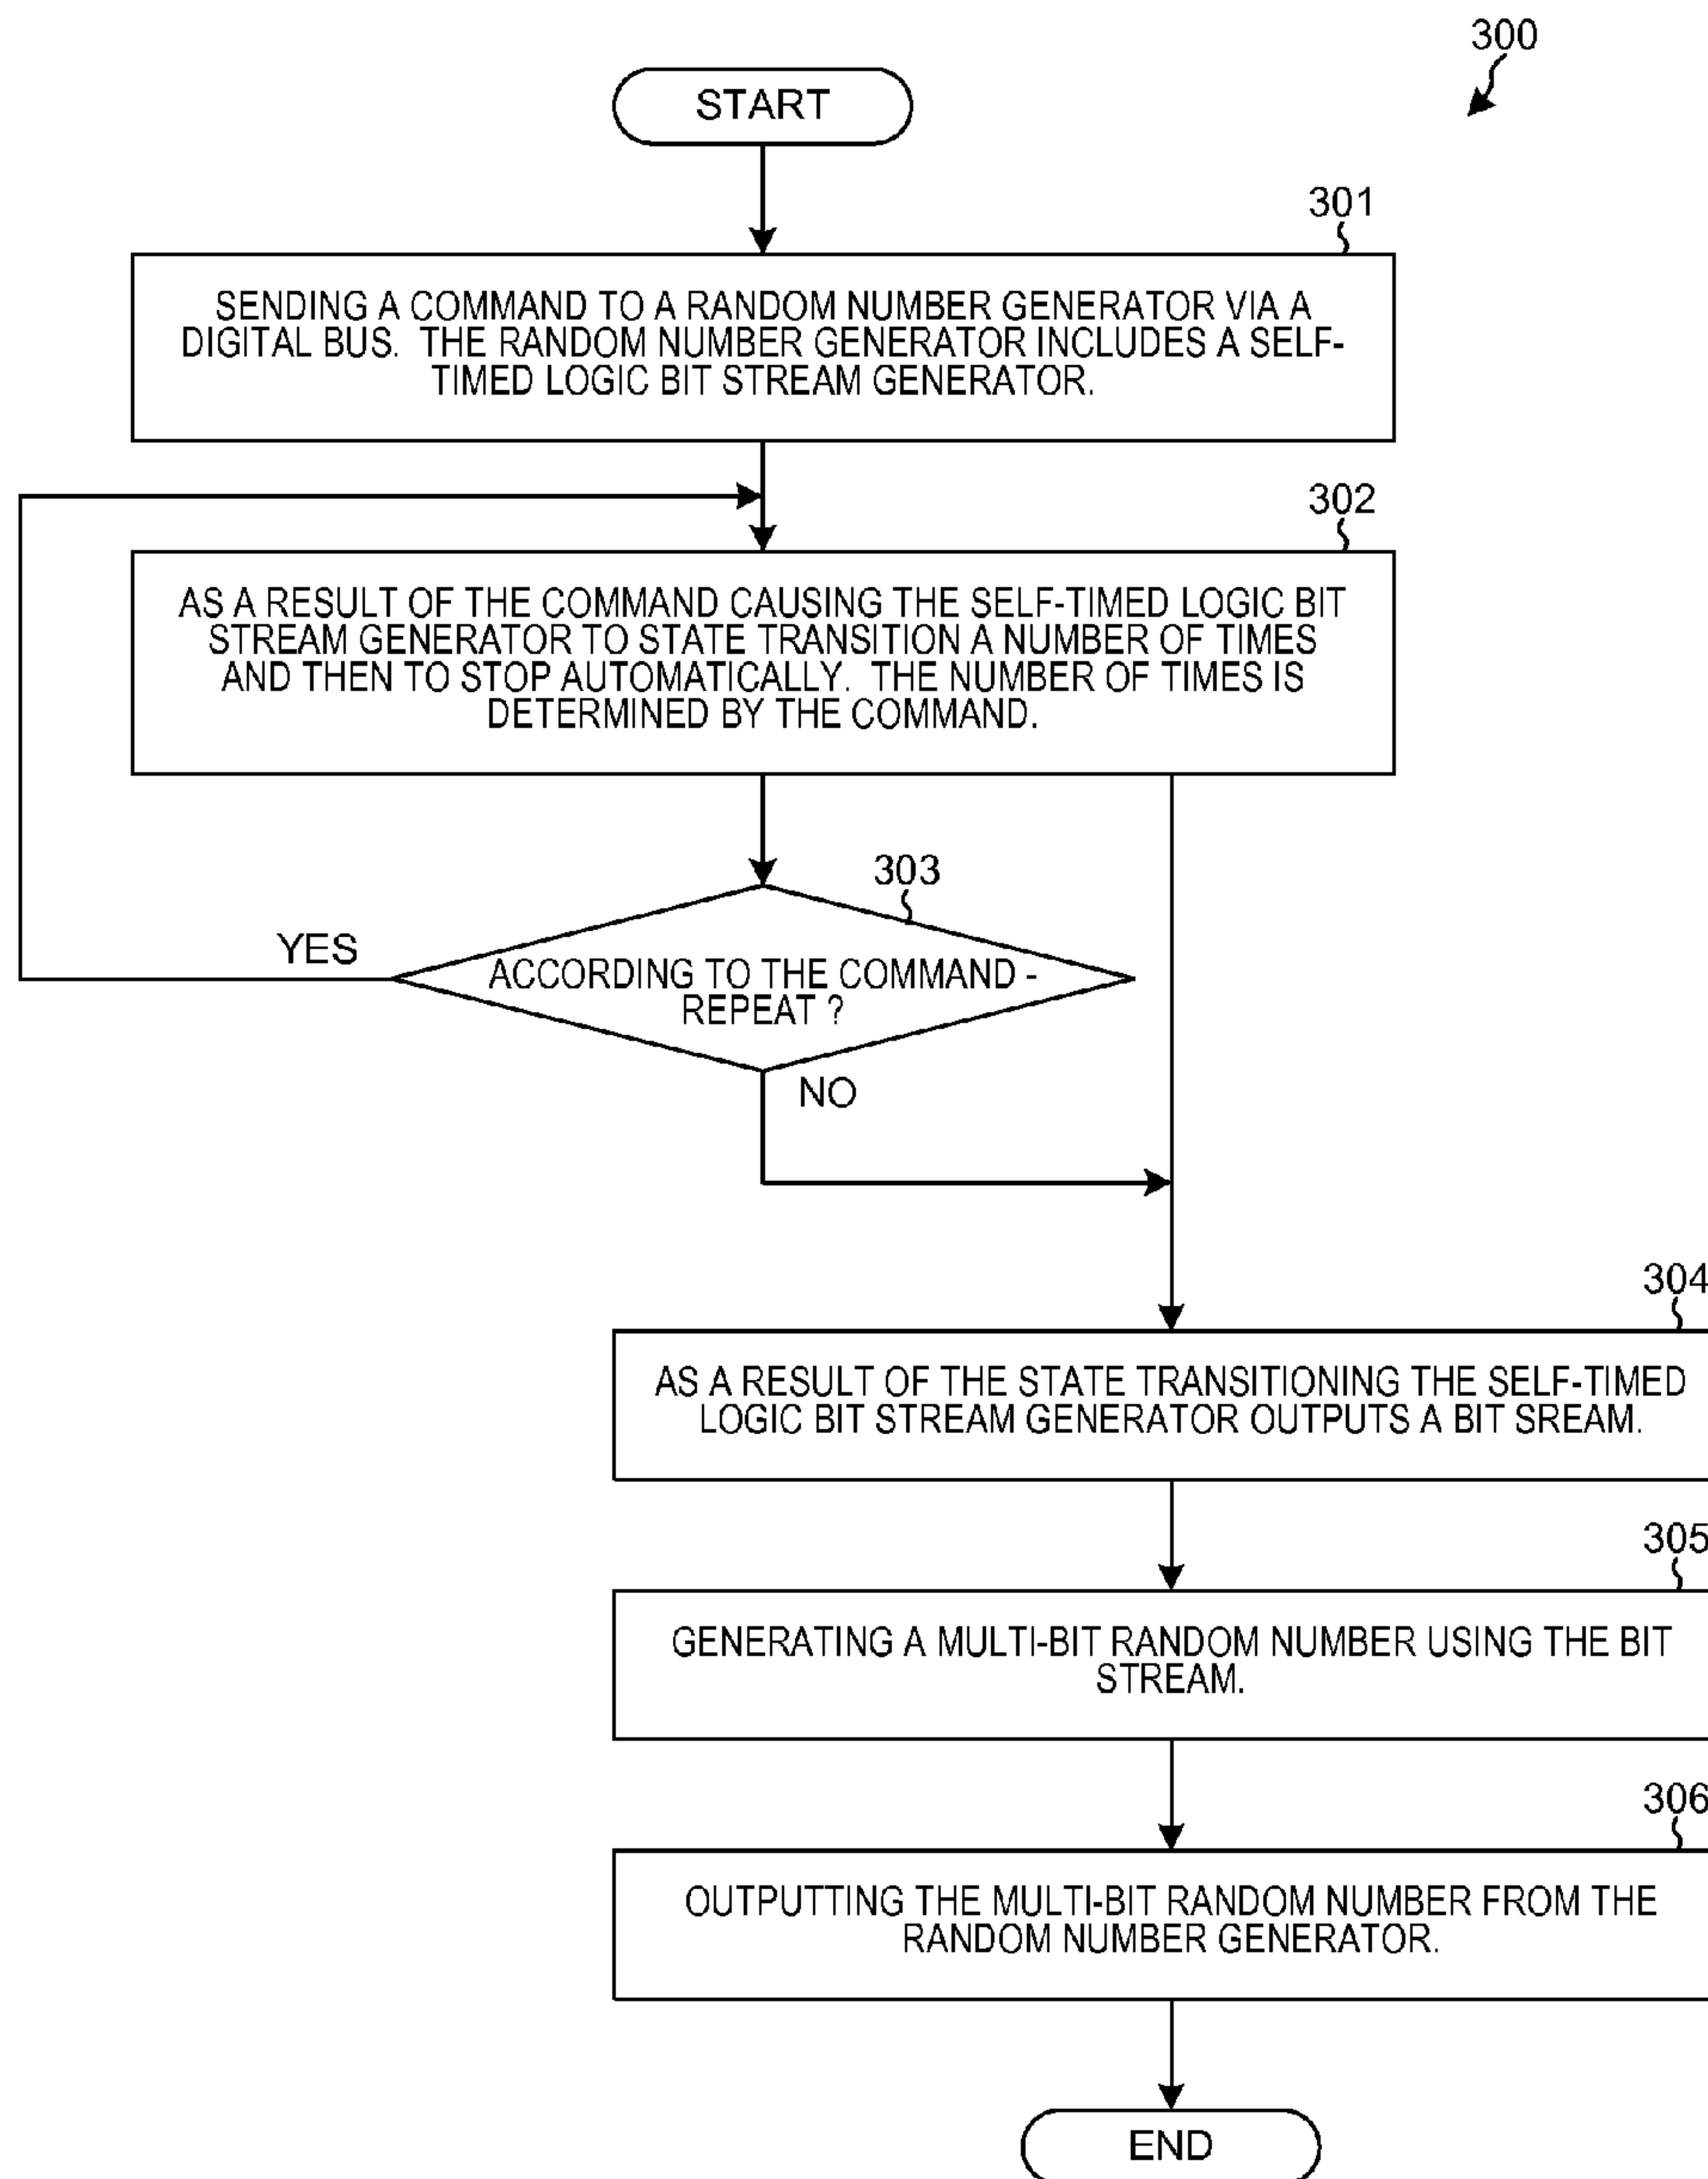 300
START
301
SENDING A COMMAND TO A RANDOM NUMBER GENERATOR VIA A
DIGITAL BUS. THE RANDOM NUMBER GENERATOR INCLUDES A SELF-
TIMED LOGIC BIT STREAM GENERATOR.
302
AS A RESULT OF THE COMMAND CAUSING THE SELF-TIMED LOGIC BIT
STREAM GENERATOR TO STATE TRANSITION A NUMBER OF TIMES
AND THEN TO STOP AUTOMATICALLY. THE NUMBER OF TIMES IS
DETERMINED BY THE COMMAND.
303
YES
ACCORDING TO THE COMMAND -
REPEAT ?
NO
304
AS A RESULT OF THE STATE TRANSITIONING THE SELF-TIMED
LOGIC BIT STREAM GENERATOR OUTPUTS A BIT SREAM.
305
GENERATING A MULTI-BIT RANDOM NUMBER USING THE BIT
STREAM.
306
OUTPUTTING THE MULTI-BIT RANDOM NUMBER FROM THE
RANDOM NUMBER GENERATOR.
END